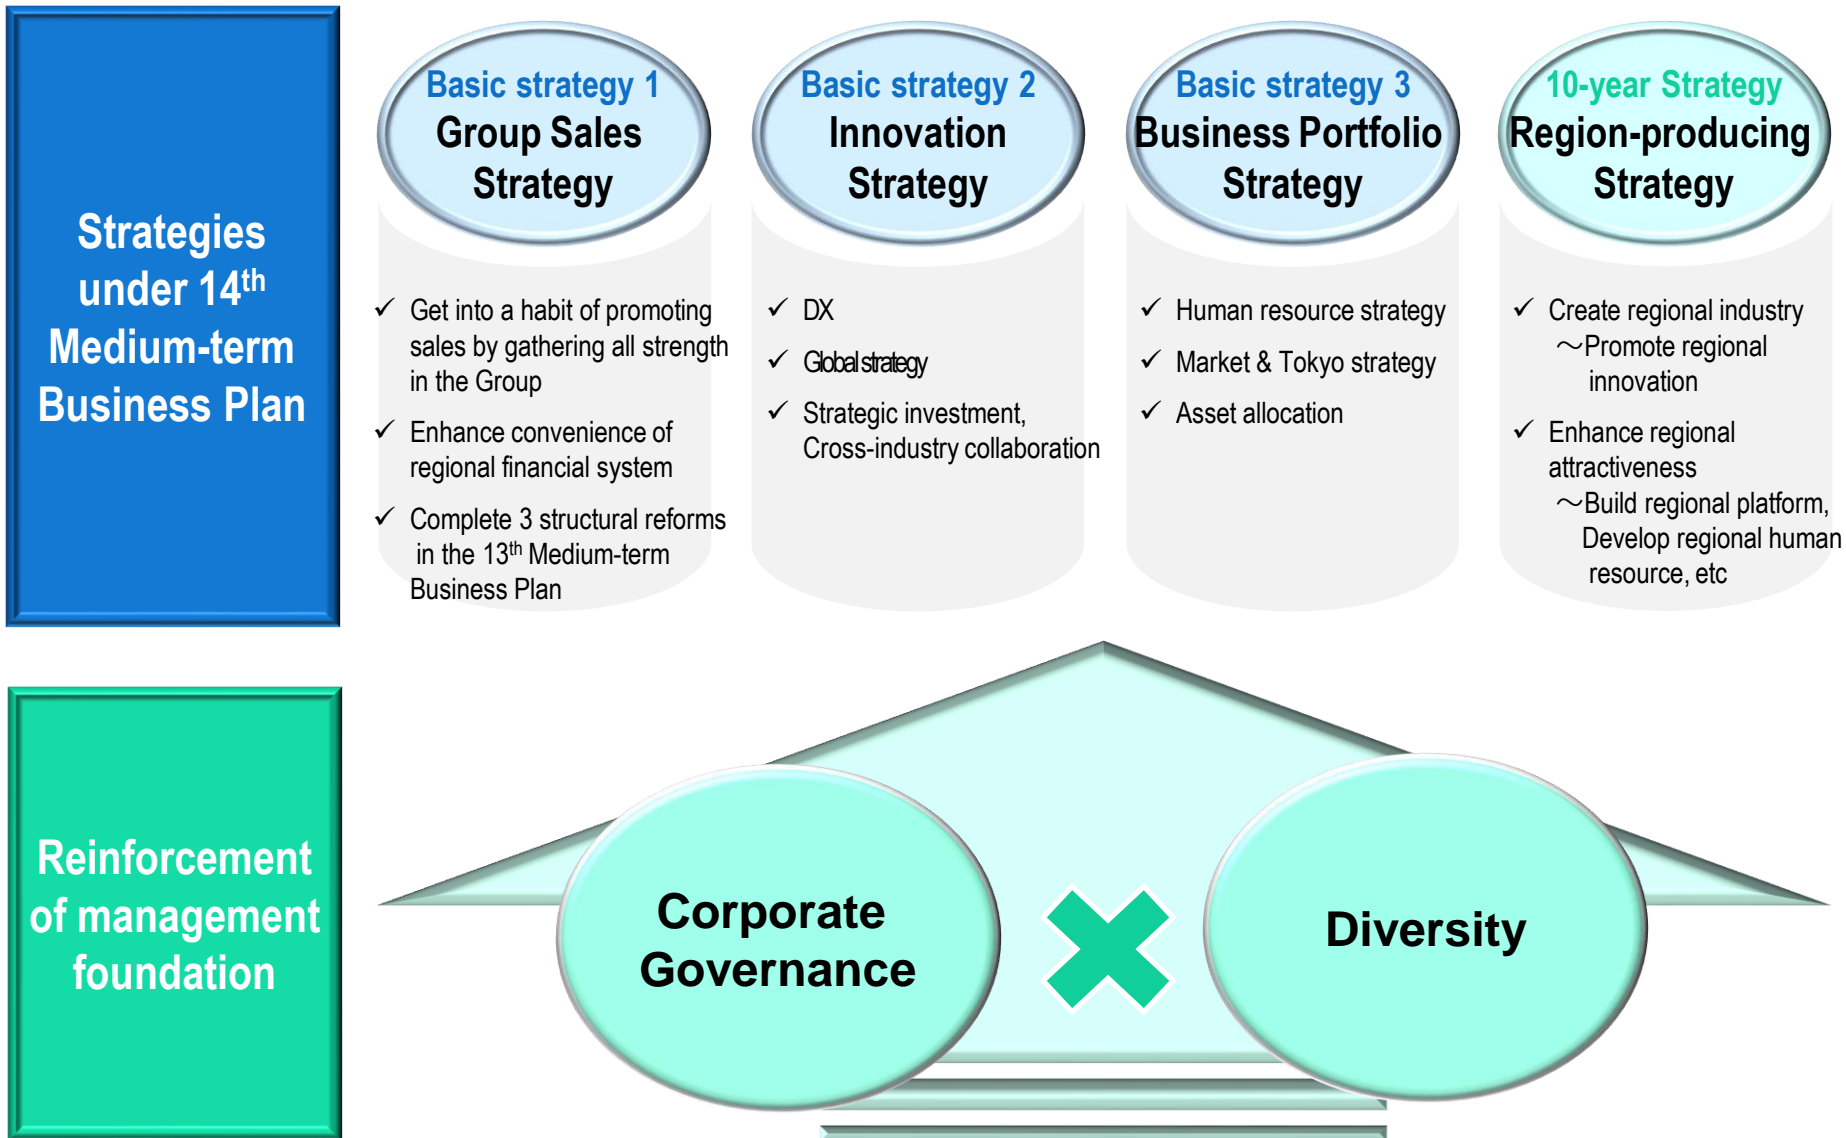 Strategies
under 14th
Medium-term
Business Plan
Basic strategy 1
Group Sales
Strategy
✓ Get into a habit of promoting
sales by gathering all strength
in the Group
✓ Enhance convenience of
regional financial system
✓ Complete 3 structural reforms
in the 13th Medium-term
Business Plan
Basic strategy 2
Innovation
Strategy
✓ DX
✓ Global strategy
✓ Strategic investment,
Cross-industry collaboration
Basic strategy 3
Business Portfolio
Strategy
✓ Human resource strategy
✓ Market & Tokyo strategy
✓ Asset allocation
10-year Strategy
Region-producing
Strategy
✓ Create regional industry
～Promote regional
innovation
✓ Enhance regional
attractiveness
～Build regional platform,
Develop regional human
resource, etc
Reinforcement
of management
foundation
Corporate
Governance
Diversity